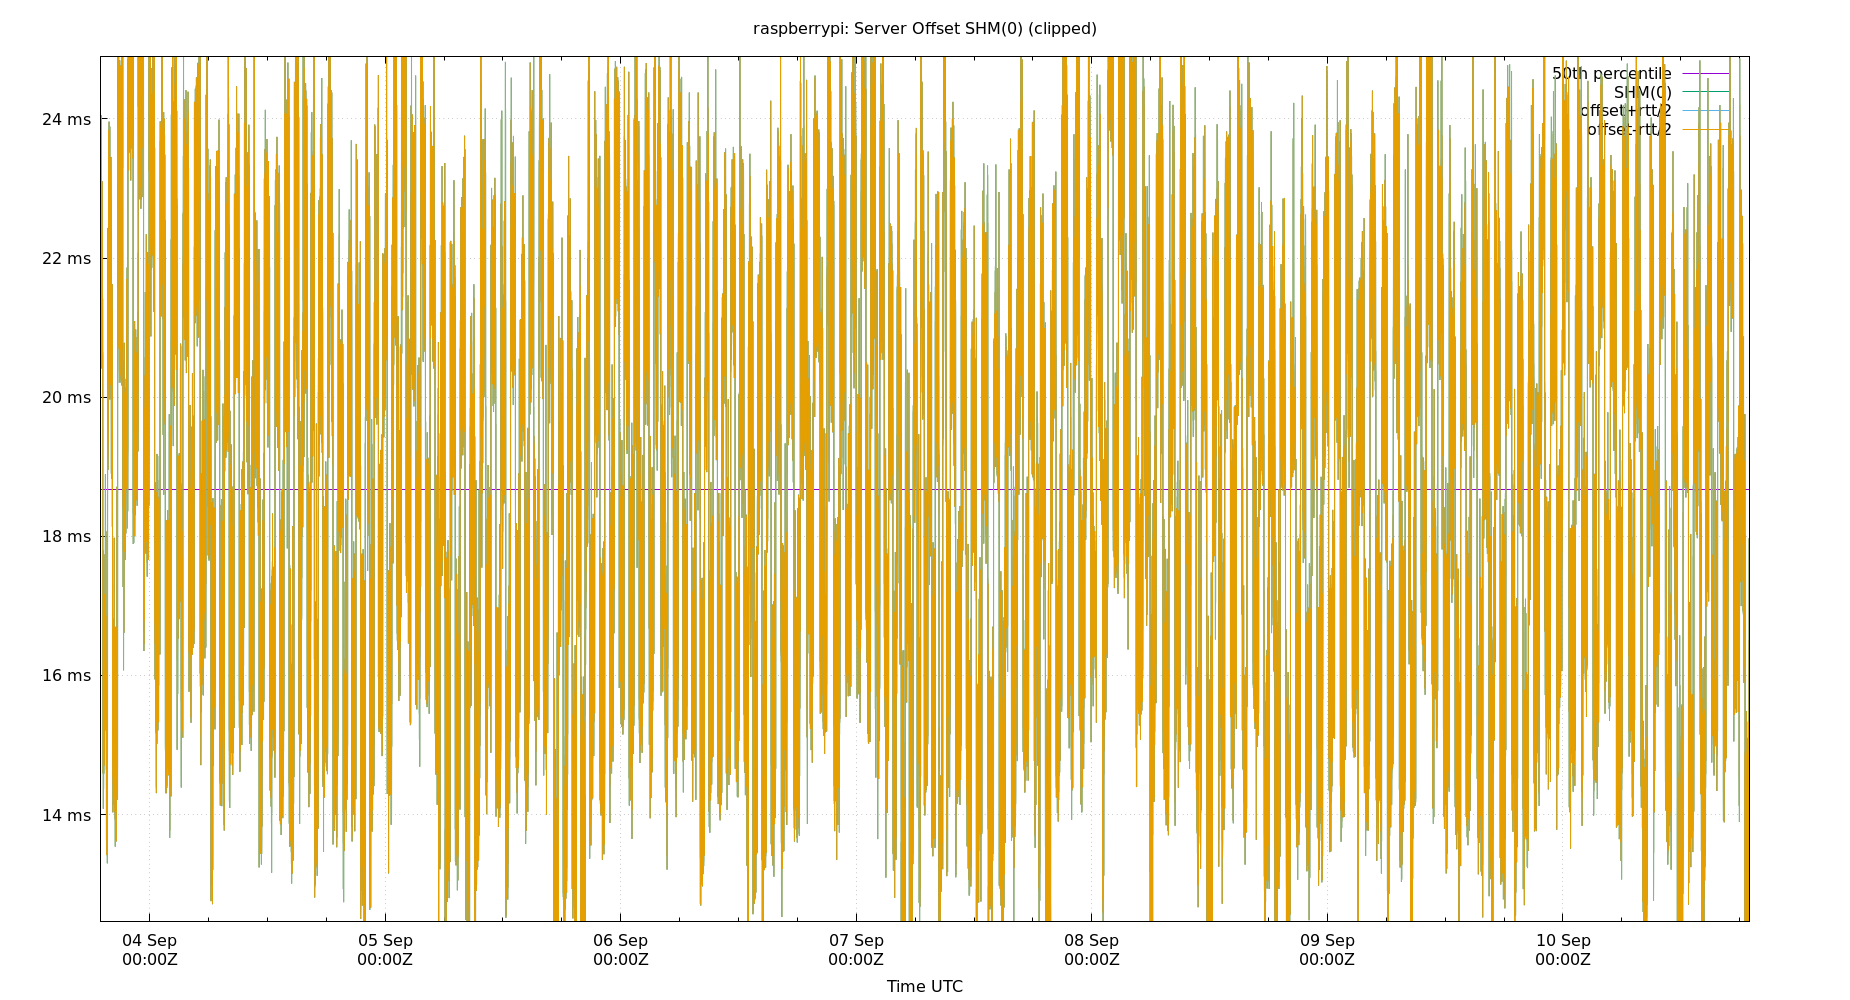 raspberrypi: Server Offset SHM(0) (clipped)
50th percentile
SHM(0)
offset+rtt/2
offset-rtt/2
24 ms
22 ms
20 ms
18 ms
16 ms
14 ms
04 Sep 05 Sep 06 Sep 07 Sep 08 Sep 09 Sep 10 Sep
00:00Z 00:00Z 00:00Z 00:00Z 00:00Z 00:00Z 00:00Z
Time UTC